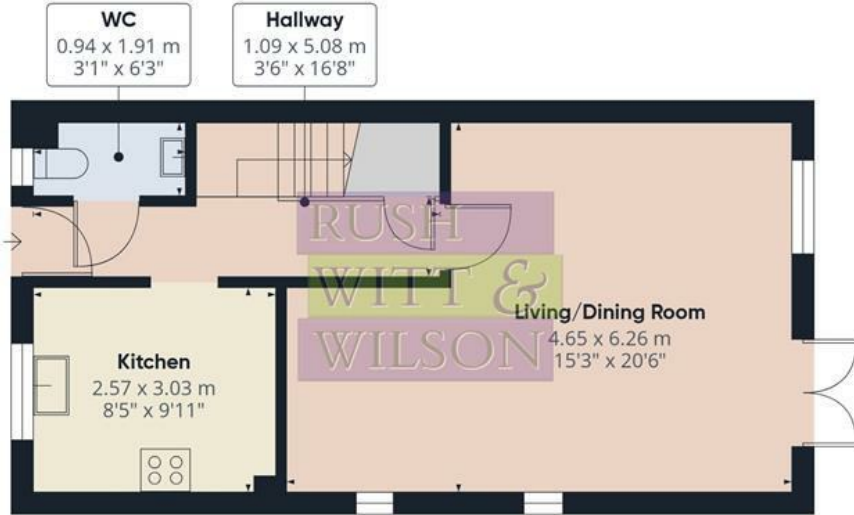 WC
0.94 x 1.91 m
3'1" x 6'3"
Hallway
1.09 x 5.08 m
3'6" x 16'8"
RUSH
WITT &
WILSON
Living/Dining Room
4.65 x 6.26 m
15'3" x 20'6"
Kitchen
2.57 x 3.03 m
8'5" x 9'11"